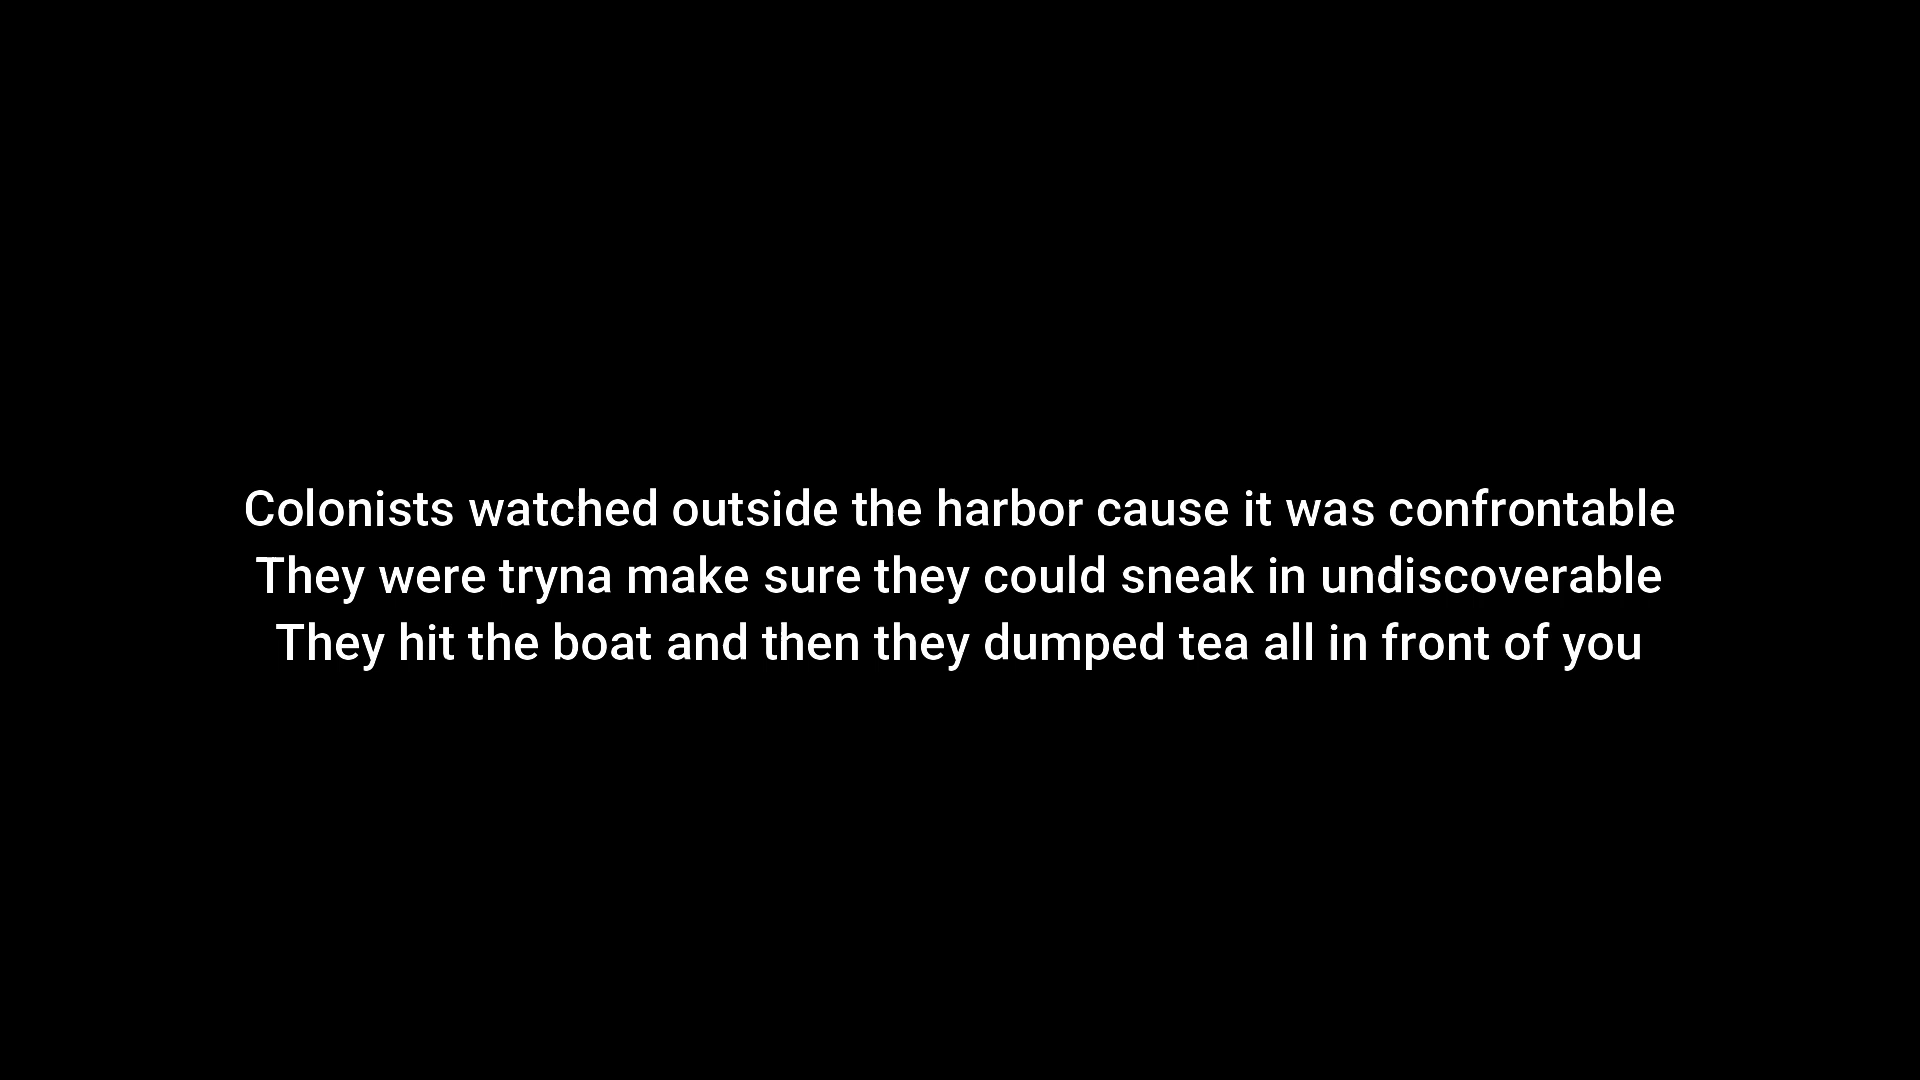 Colonists watched outside the harbor cause it was confrontable
They were tryna make sure they could sneak in undiscoverable
They hit the boat and then they dumped tea all in front of you